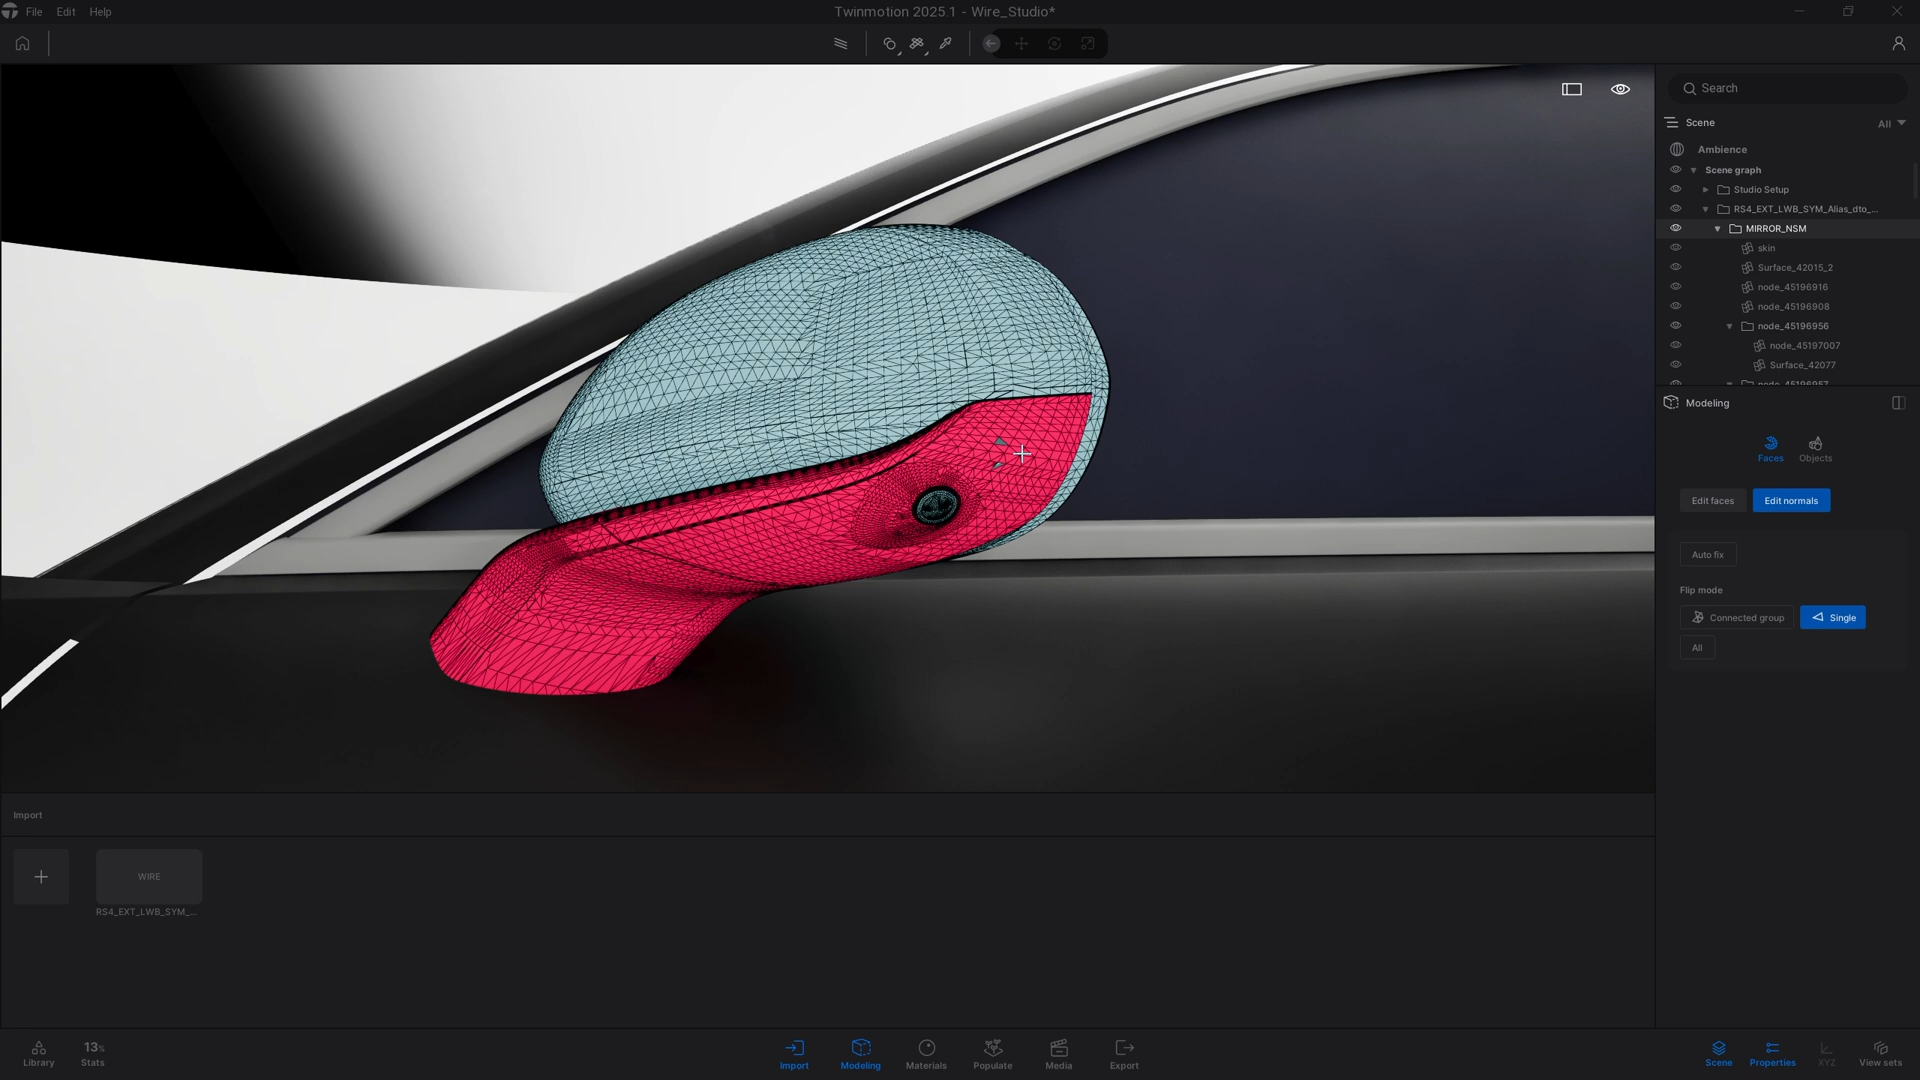 File Edit Help
Twinmotion 2025.1 - Wire_Studio*
Search
Scene
All
Ambience
Scene graph
Studio Setup
RS4_EXT_LWB_SYM_Alias_dto_...
MIRROR_NSM
skin
Surface_42015_2
node_45196916
node_45196908
node_45196956
node_45197007
Surface_42077
node_45196957
Modeling
Faces
Objects
Edit faces
Edit normals
Auto fix
Flip mode
Connected group
Single
All
Import
+
WIRE
RS4_EXT_LWB_SYM_...
Library
13%
Stats
Import
Modeling
Materials
Populate
Media
Export
Scene
Properties
XYZ
View sets